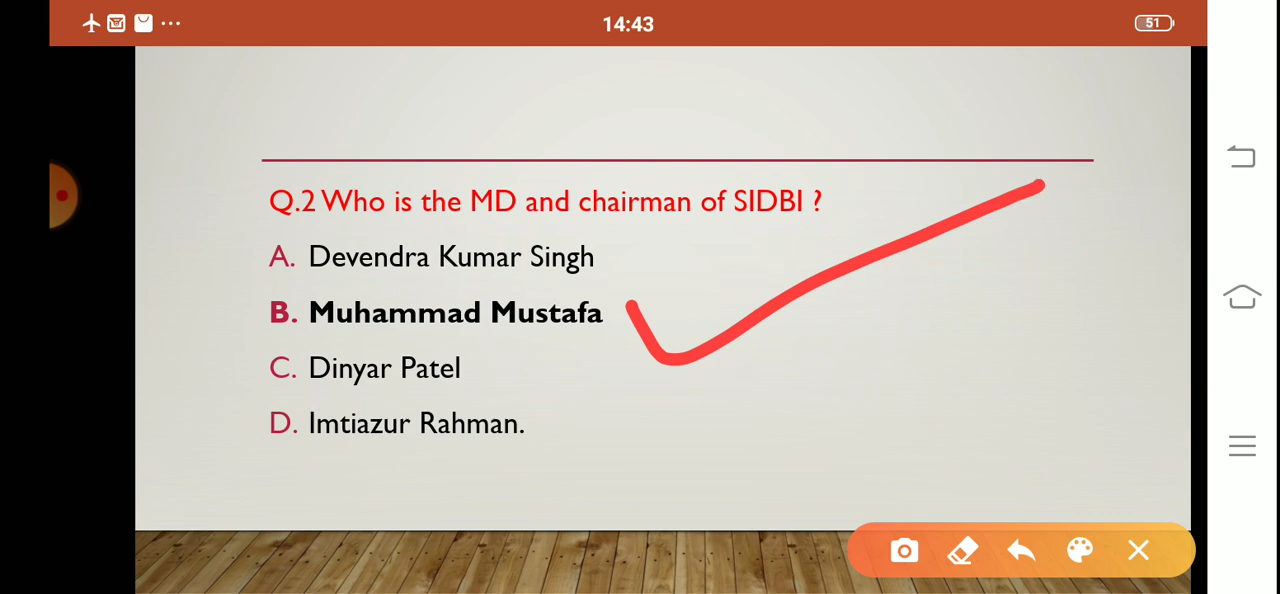 14:43
51
Q.2 Who is the MD and chairman of SIDBI ?
A. Devendra Kumar Singh
B. Muhammad Mustafa
C. Dinyar Patel
D. Imtiazur Rahman.